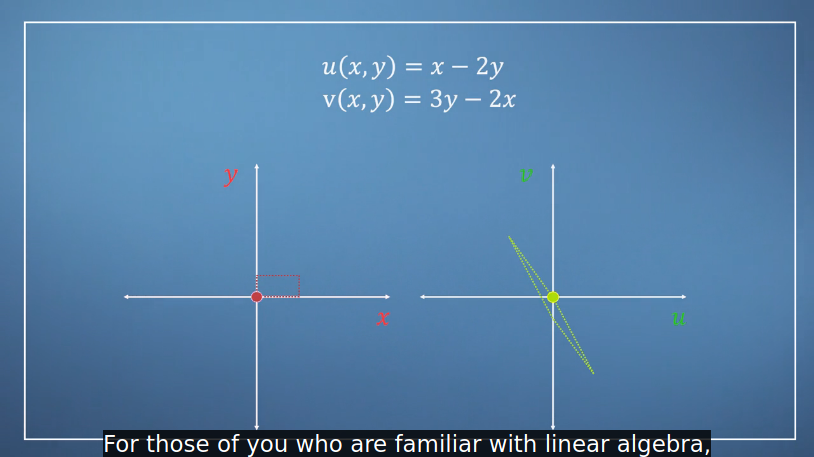 u(x, y) = x − 2y
v(x, y) = 3y − 2x
y
v
x
u
For those of you who are familiar with linear algebra,